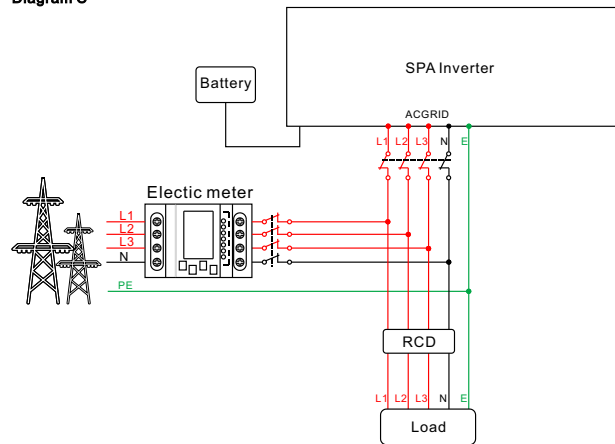 Diagram C
SPA Inverter
Battery
ACGRID
L1 L2 L3 N E
Electic meter
L1
L2
L3
N
PE
RCD
L1 L2 L3 N E
Load